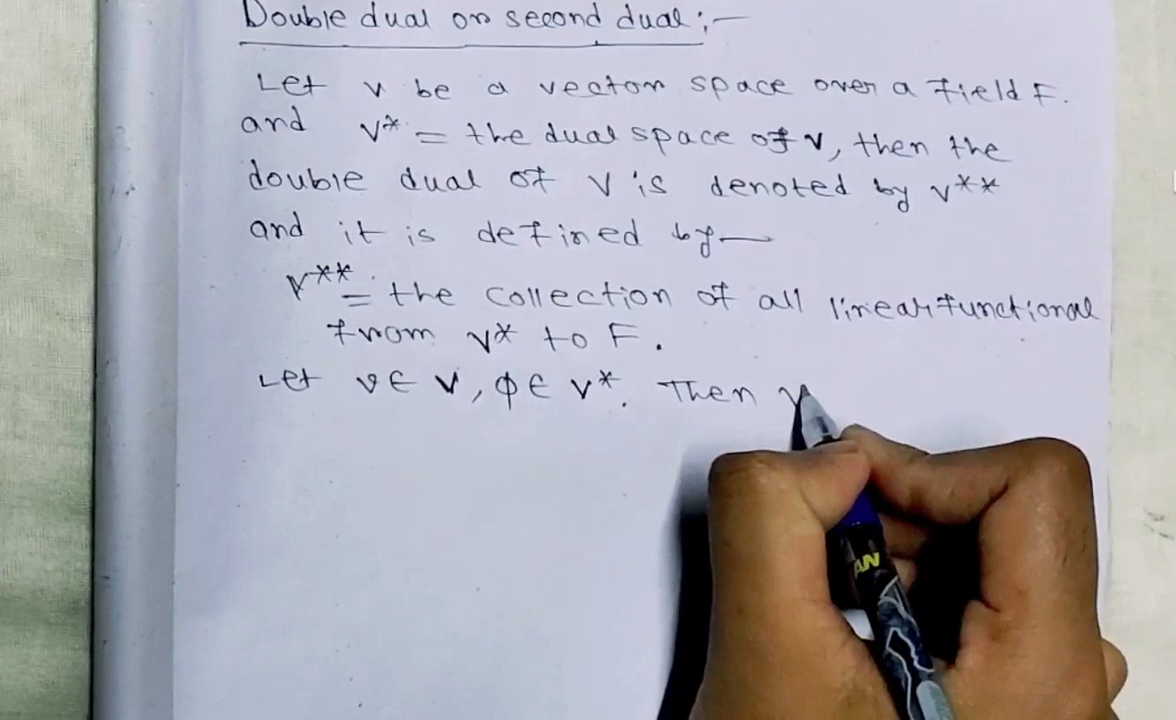 Double dual or second dual :—
Let V be a vector space over a field F.
and V* = the dual space of V, then the
double dual of V is denoted by V**
and it is defined by—
V** = the collection of all linear functional
from V* to F.
Let v ∈ V, φ ∈ V*. Then v
AN